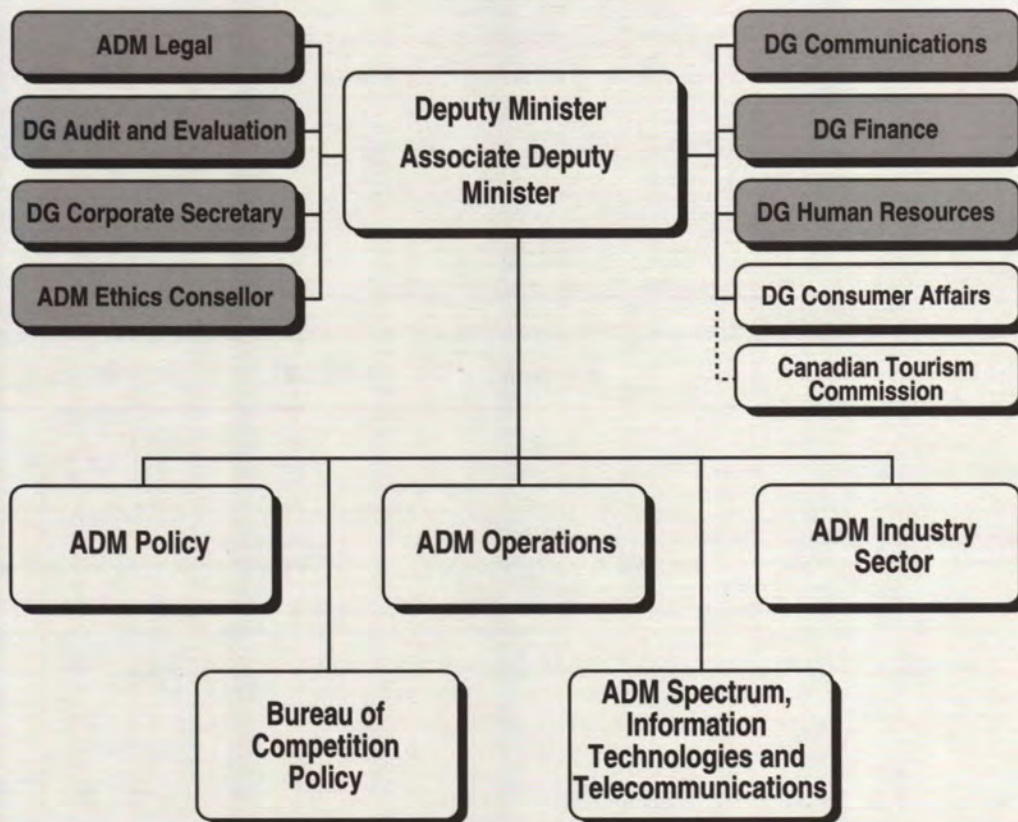 ADM Legal
DG Audit and Evaluation
DG Corporate Secretary
ADM Ethics Consellor
Deputy Minister
Associate Deputy
Minister
DG Communications
DG Finance
DG Human Resources
DG Consumer Affairs
Canadian Tourism
Commission
ADM Policy
ADM Operations
ADM Industry
Sector
Bureau of
Competition
Policy
ADM Spectrum,
Information
Technologies and
Telecommunications